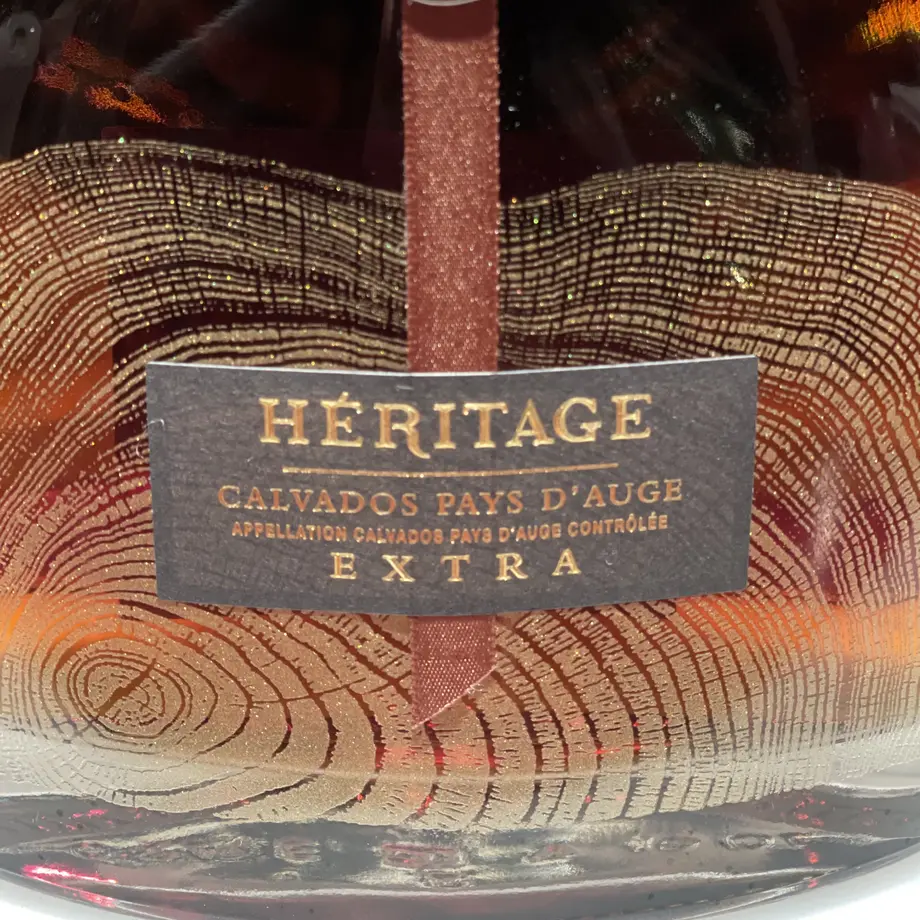 HÉRITAGE
CALVADOS PAYS D'AUGE
APPELLATION CALVADOS PAYS D'AUGE CONTRÔLÉE
EXTRA